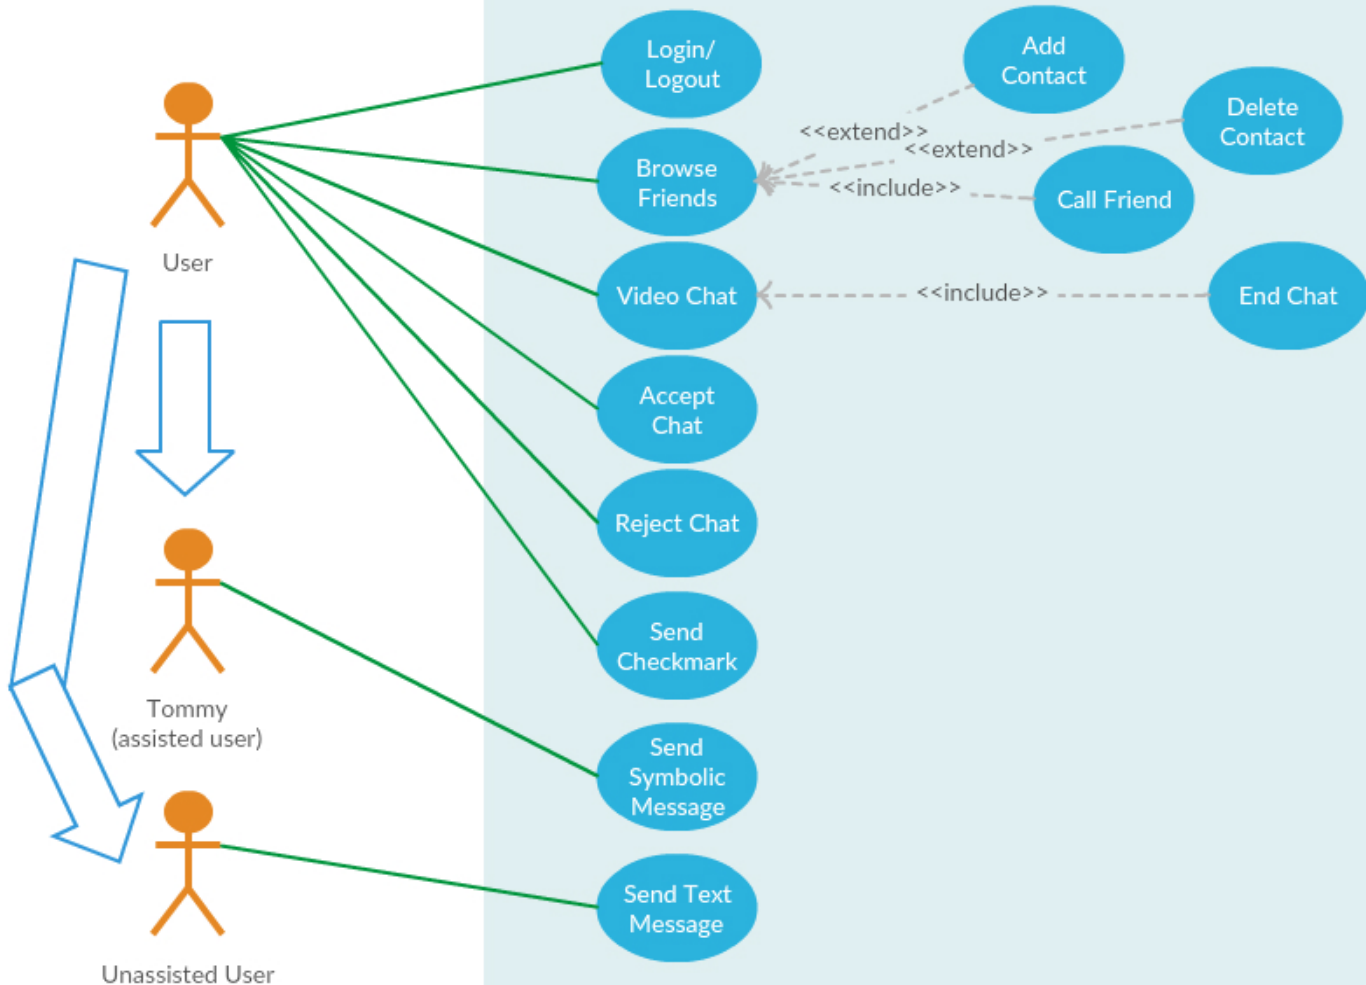 Login/
Logout
Add
Contact
Delete
Contact
<<extend>>
<<extend>>
Browse
Friends
<<include>>
Call Friend
User
Video Chat
<<include>>
End Chat
Accept
Chat
Reject Chat
Send
Checkmark
Tommy
(assisted user)
Send
Symbolic
Message
Send Text
Message
Unassisted User